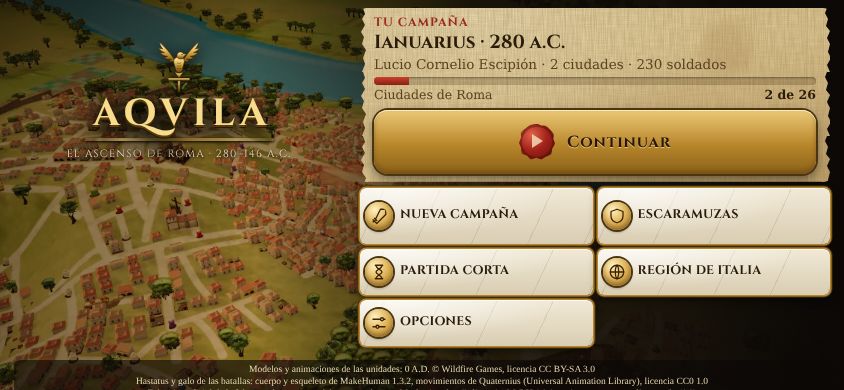 AQVILA
EL ASCENSO DE ROMA · 280-146 A.C.
TU CAMPAÑA
IANUARIUS · 280 A.C.
Lucio Cornelio Escipión · 2 ciudades · 230 soldados
Ciudades de Roma 2 de 26
CONTINUAR
NUEVA CAMPAÑA
ESCARAMUZAS
PARTIDA CORTA
REGIÓN DE ITALIA
OPCIONES
Modelos y animaciones de las unidades: 0 A.D. © Wildfire Games, licencia CC BY-SA 3.0
Hastatus y galo de las batallas: cuerpo y esqueleto de MakeHuman 1.3.2, movimientos de Quaternius (Universal Animation Library), licencia CC0 1.0